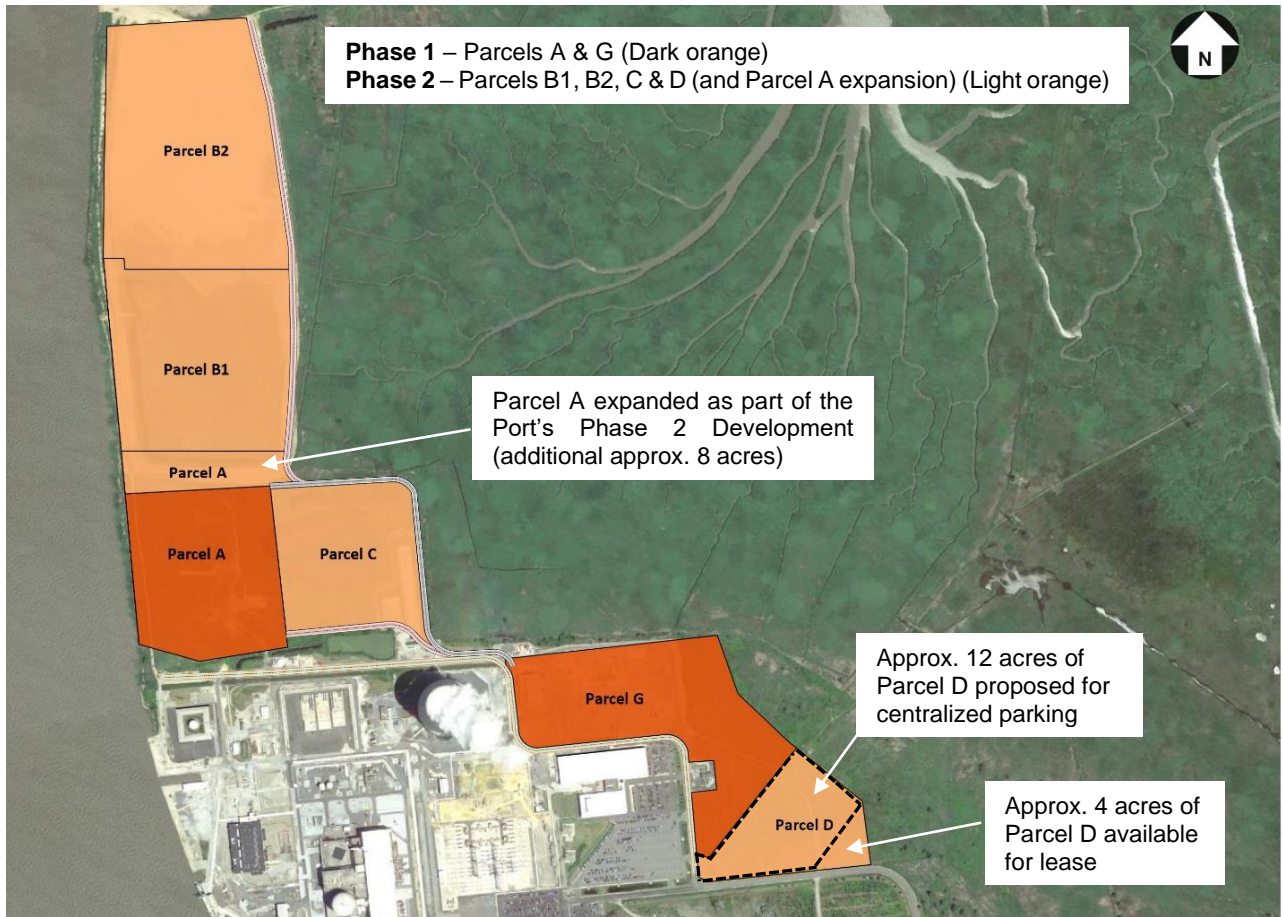 Phase 1 – Parcels A & G (Dark orange)
Phase 2 – Parcels B1, B2, C & D (and Parcel A expansion) (Light orange)
N
Parcel B2
Parcel B1
Parcel A expanded as part of the
Port's Phase 2 Development
(additional approx. 8 acres)
Parcel A
Parcel A
Parcel C
Approx. 12 acres of
Parcel D proposed for
centralized parking
Parcel G
Approx. 4 acres of
Parcel D available
for lease
Parcel D